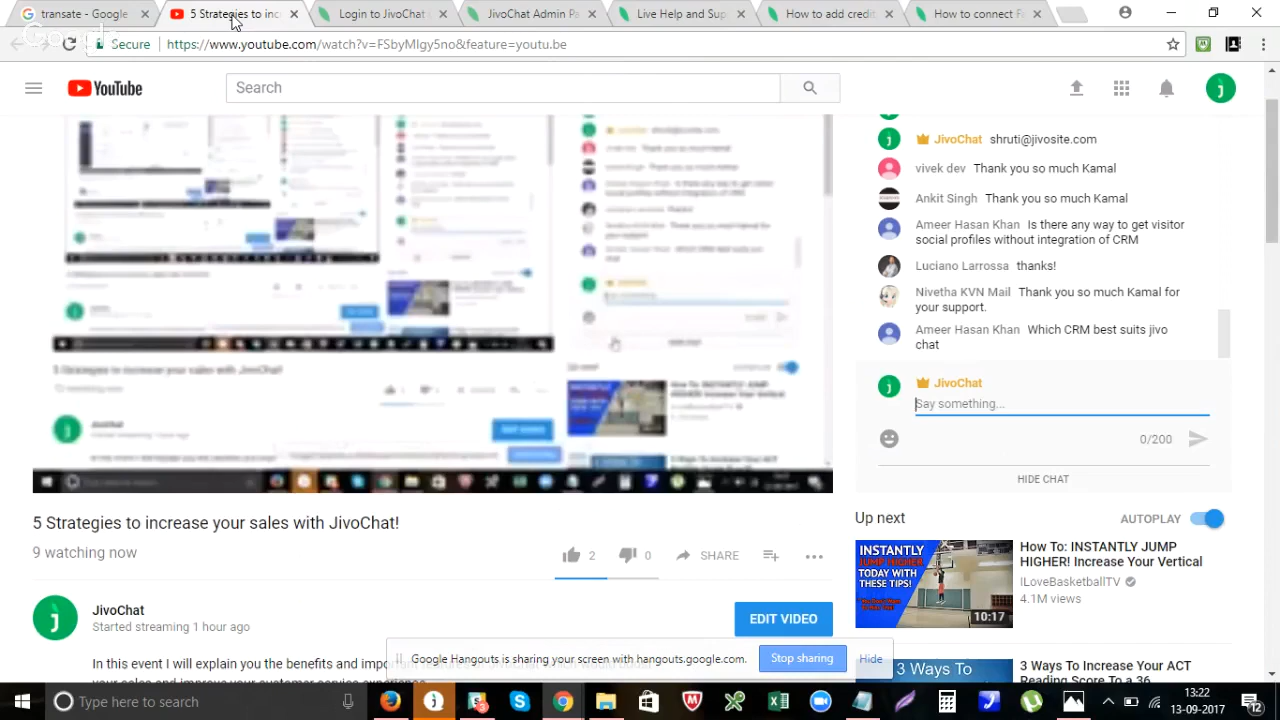 transate - Google
5 Strategies to inc
Login JivoChat
JivoChat Admin Pa
Live Help and Sup
How to add cred
How to connect Fa
Secure https://www.youtube.com/watch?v=FSbyMIgy5no&feature=youtu.be
YouTube
Search
JivoChat shruti@jivosite.com
vivek dev Thank you so much Kamal
Ankit Singh Thank you so much Kamal
Ameer Hasan Khan Is there any way to get visitor
social profiles without integration of CRM
Luciano Larrossa thanks!
Nivetha KVN Mail Thank you so much Kamal for
your support.
Ameer Hasan Khan Which CRM best suits jivo
chat
JivoChat
Say something...
0/200
HIDE CHAT
5 Strategies to increase your sales with JivoChat!
9 watching now
2
0
SHARE
JivoChat
Started streaming 1 hour ago
EDIT VIDEO
In this event I will explain you the benefits and impor
Up next
AUTOPLAY
INSTANTLY
JUMP
HIGHER!
TODAY WITH
THESE TIPS!
10:17
How To: INSTANTLY JUMP
HIGHER! Increase Your Vertical
ILoveBasketballTV
4.1M views
3 Ways To
3 Ways To Increase Your ACT
Reading Score To a 36
Google Hangouts is sharing your screen with hangouts.google.com.
Stop sharing
Hide
Type here to search
13:22
13-09-2017
12